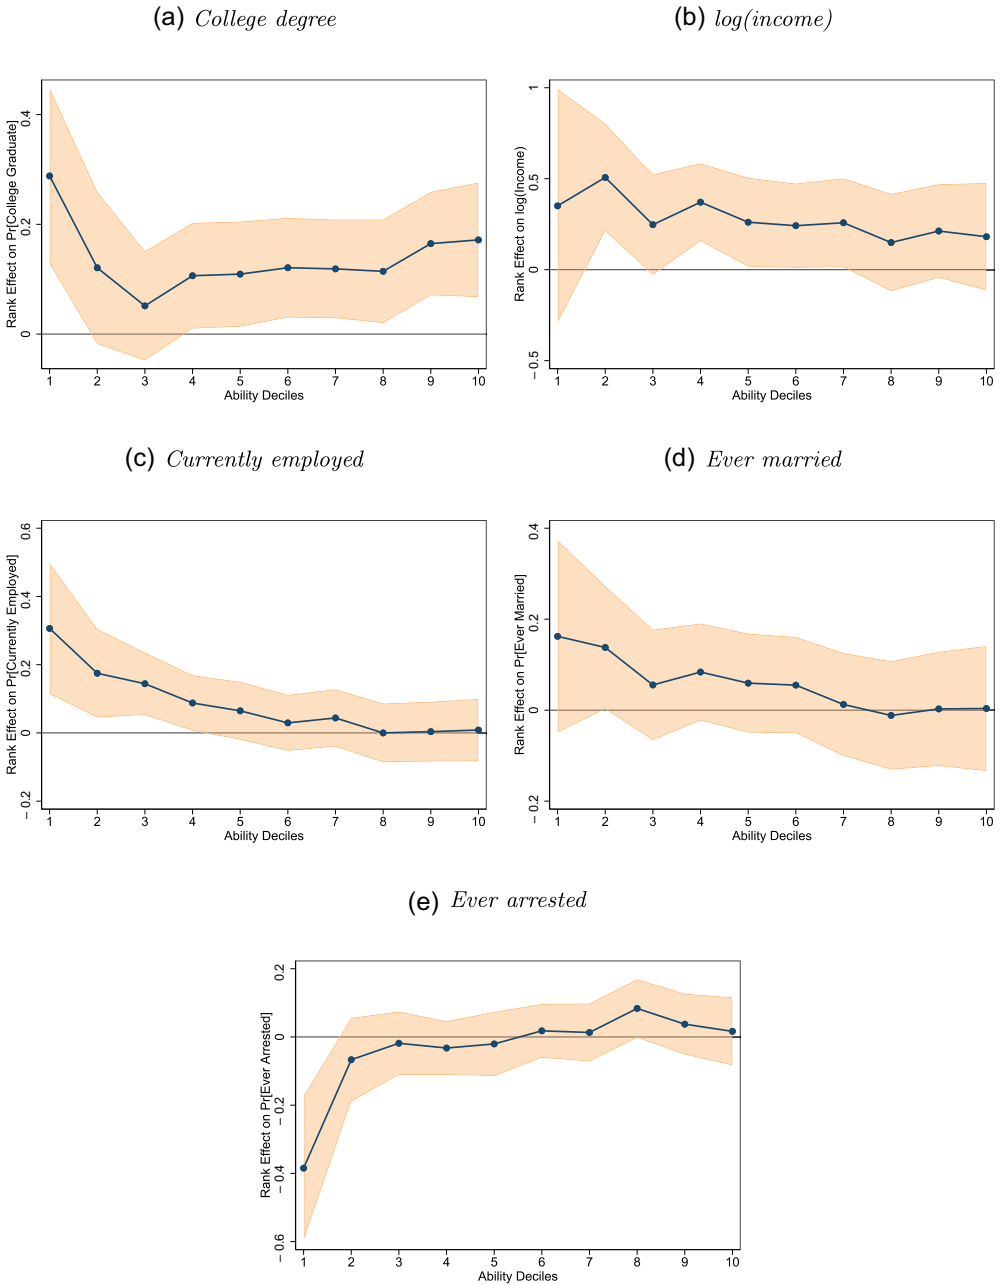 (a) College degree
Rank Effect on Pr[College Graduate]
0.4
0.2
0
1 2 3 4 5 6 7 8 9 10
Ability Deciles
(b) log(income)
Rank Effect on log(Income)
1
0.5
0
− 0.5
1 2 3 4 5 6 7 8 9 10
Ability Deciles
(c) Currently employed
Rank Effect on Pr[Currently Employed]
0.6
0.4
0.2
0
− 0.2
1 2 3 4 5 6 7 8 9 10
Ability Deciles
(d) Ever married
Rank Effect on Pr[Ever Married]
0.4
0.2
0
− 0.2
1 2 3 4 5 6 7 8 9 10
Ability Deciles
(e) Ever arrested
Rank Effect on Pr[Ever Arrested]
0.2
0
− 0.2
− 0.4
− 0.6
1 2 3 4 5 6 7 8 9 10
Ability Deciles